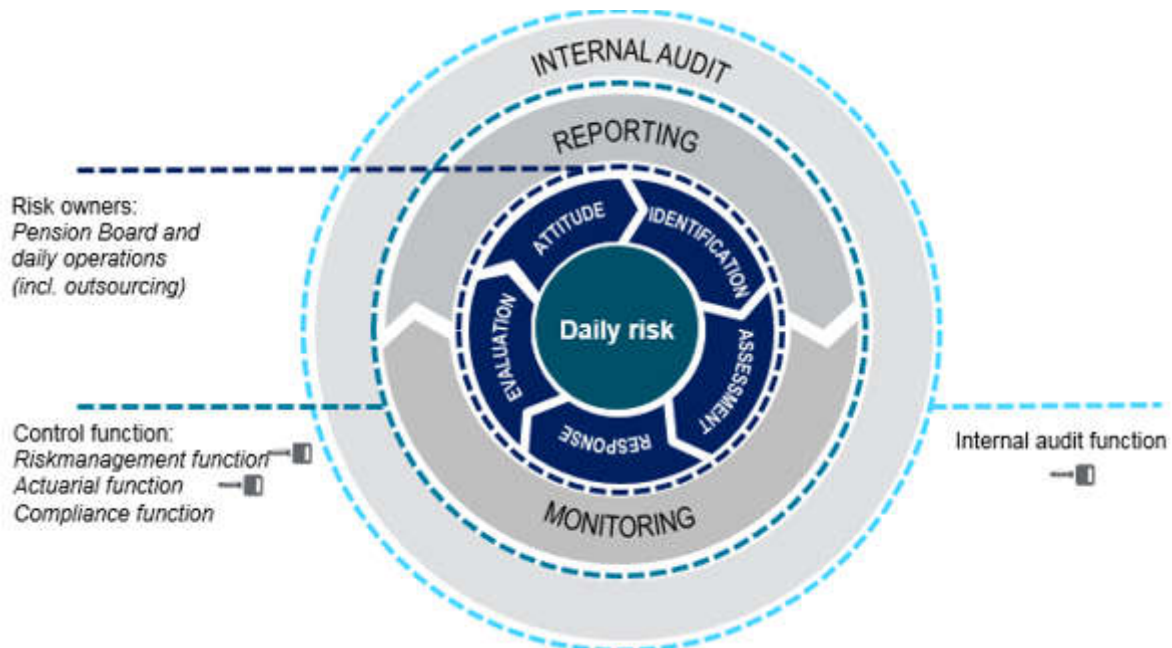 INTERNAL AUDIT
REPORTING
Risk owners:
Pension Board and
daily operations
(incl. outsourcing)
ATTITUDE
IDENTIFICATION
Daily risk
EVALUATION
ASSESSMENT
RESPONSE
Control function:
Riskmanagement function
Actuarial function
Compliance function
Internal audit function
MONITORING